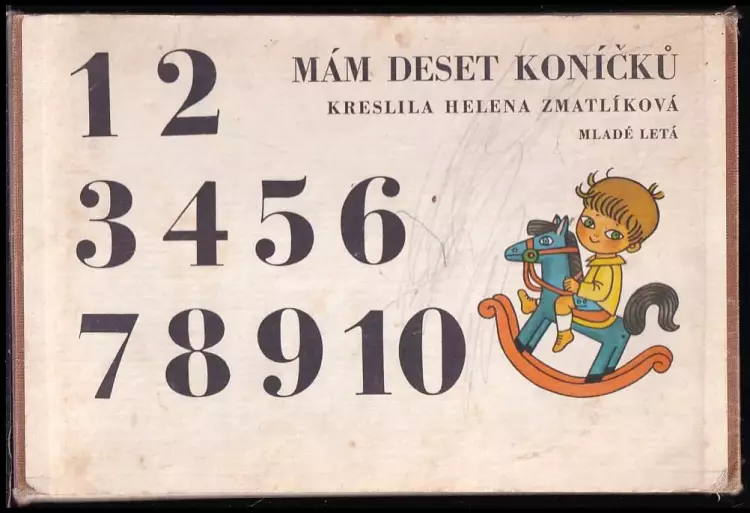 1 2
MÁM DESET KONÍČKŮ
KRESLILA HELENA ZMATLÍKOVÁ
MLADÉ LETÁ
3 4 5 6
7 8 9 10